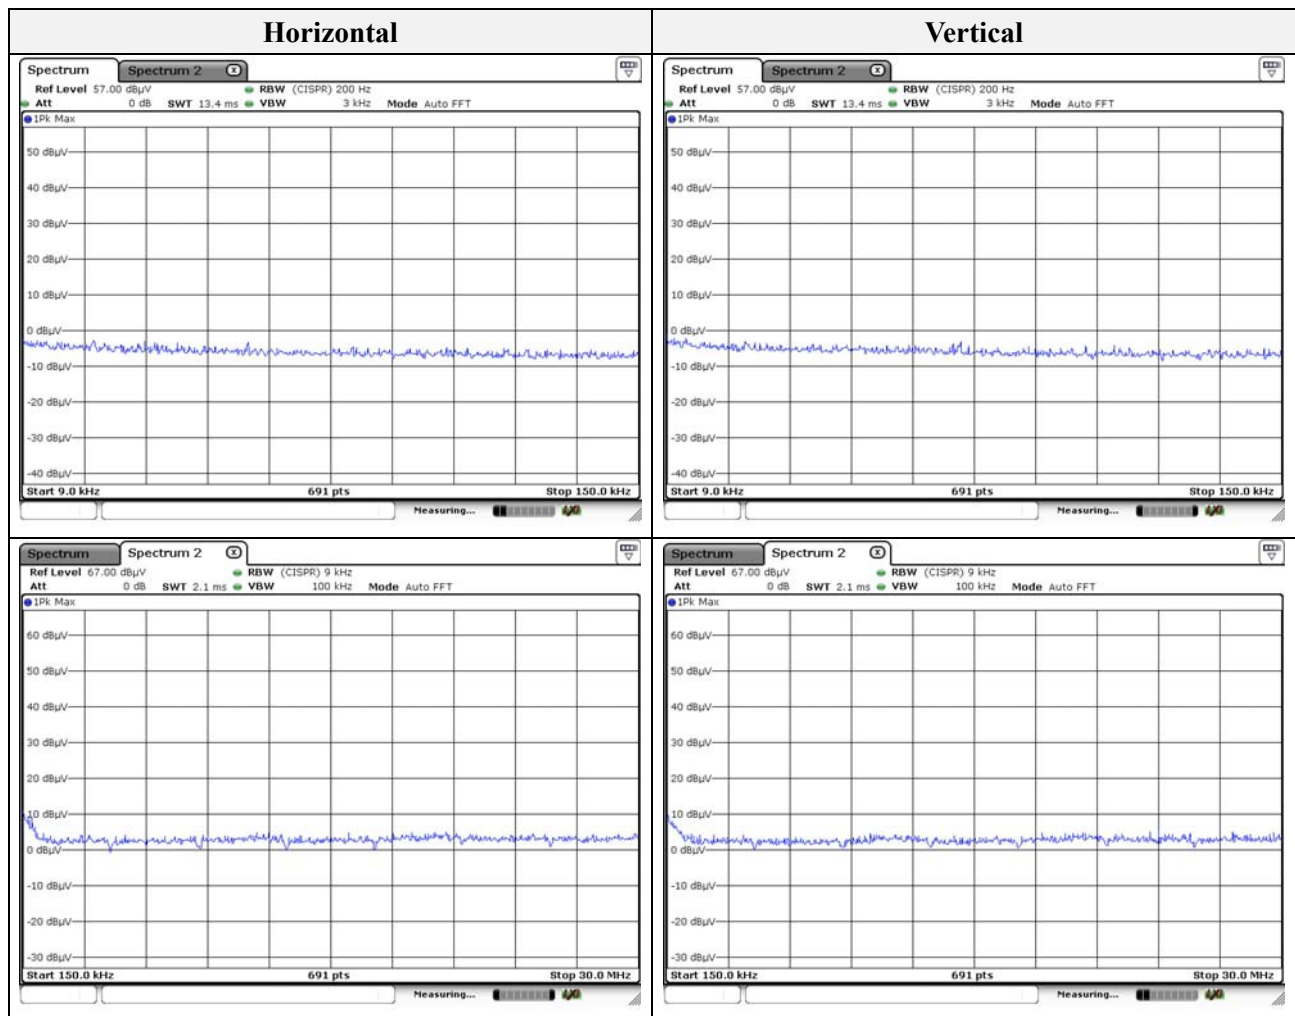 Horizontal Vertical
Spectrum Spectrum 2 X
Ref Level 57.00 dBµV RBW (CISPR) 200 Hz
Att 0 dB SWT 13.4 ms VBW 3 kHz Mode Auto FFT
1Pk Max
50 dBµV
40 dBµV
30 dBµV
20 dBµV
10 dBµV
0 dBµV
-10 dBµV
-20 dBµV
-30 dBµV
-40 dBµV
Start 9.0 kHz 691 pts Stop 150.0 kHz
Measuring...
Spectrum Spectrum 2 X
Ref Level 57.00 dBµV RBW (CISPR) 200 Hz
Att 0 dB SWT 13.4 ms VBW 3 kHz Mode Auto FFT
1Pk Max
50 dBµV
40 dBµV
30 dBµV
20 dBµV
10 dBµV
0 dBµV
-10 dBµV
-20 dBµV
-30 dBµV
-40 dBµV
Start 9.0 kHz 691 pts Stop 150.0 kHz
Measuring...
Spectrum Spectrum 2 X
Ref Level 67.00 dBµV RBW (CISPR) 9 kHz
Att 0 dB SWT 2.1 ms VBW 100 kHz Mode Auto FFT
1Pk Max
60 dBµV
50 dBµV
40 dBµV
30 dBµV
20 dBµV
10 dBµV
0 dBµV
-10 dBµV
-20 dBµV
-30 dBµV
Start 150.0 kHz 691 pts Stop 30.0 MHz
Measuring...
Spectrum Spectrum 2 X
Ref Level 67.00 dBµV RBW (CISPR) 9 kHz
Att 0 dB SWT 2.1 ms VBW 100 kHz Mode Auto FFT
1Pk Max
60 dBµV
50 dBµV
40 dBµV
30 dBµV
20 dBµV
10 dBµV
0 dBµV
-10 dBµV
-20 dBµV
-30 dBµV
Start 150.0 kHz 691 pts Stop 30.0 MHz
Measuring...